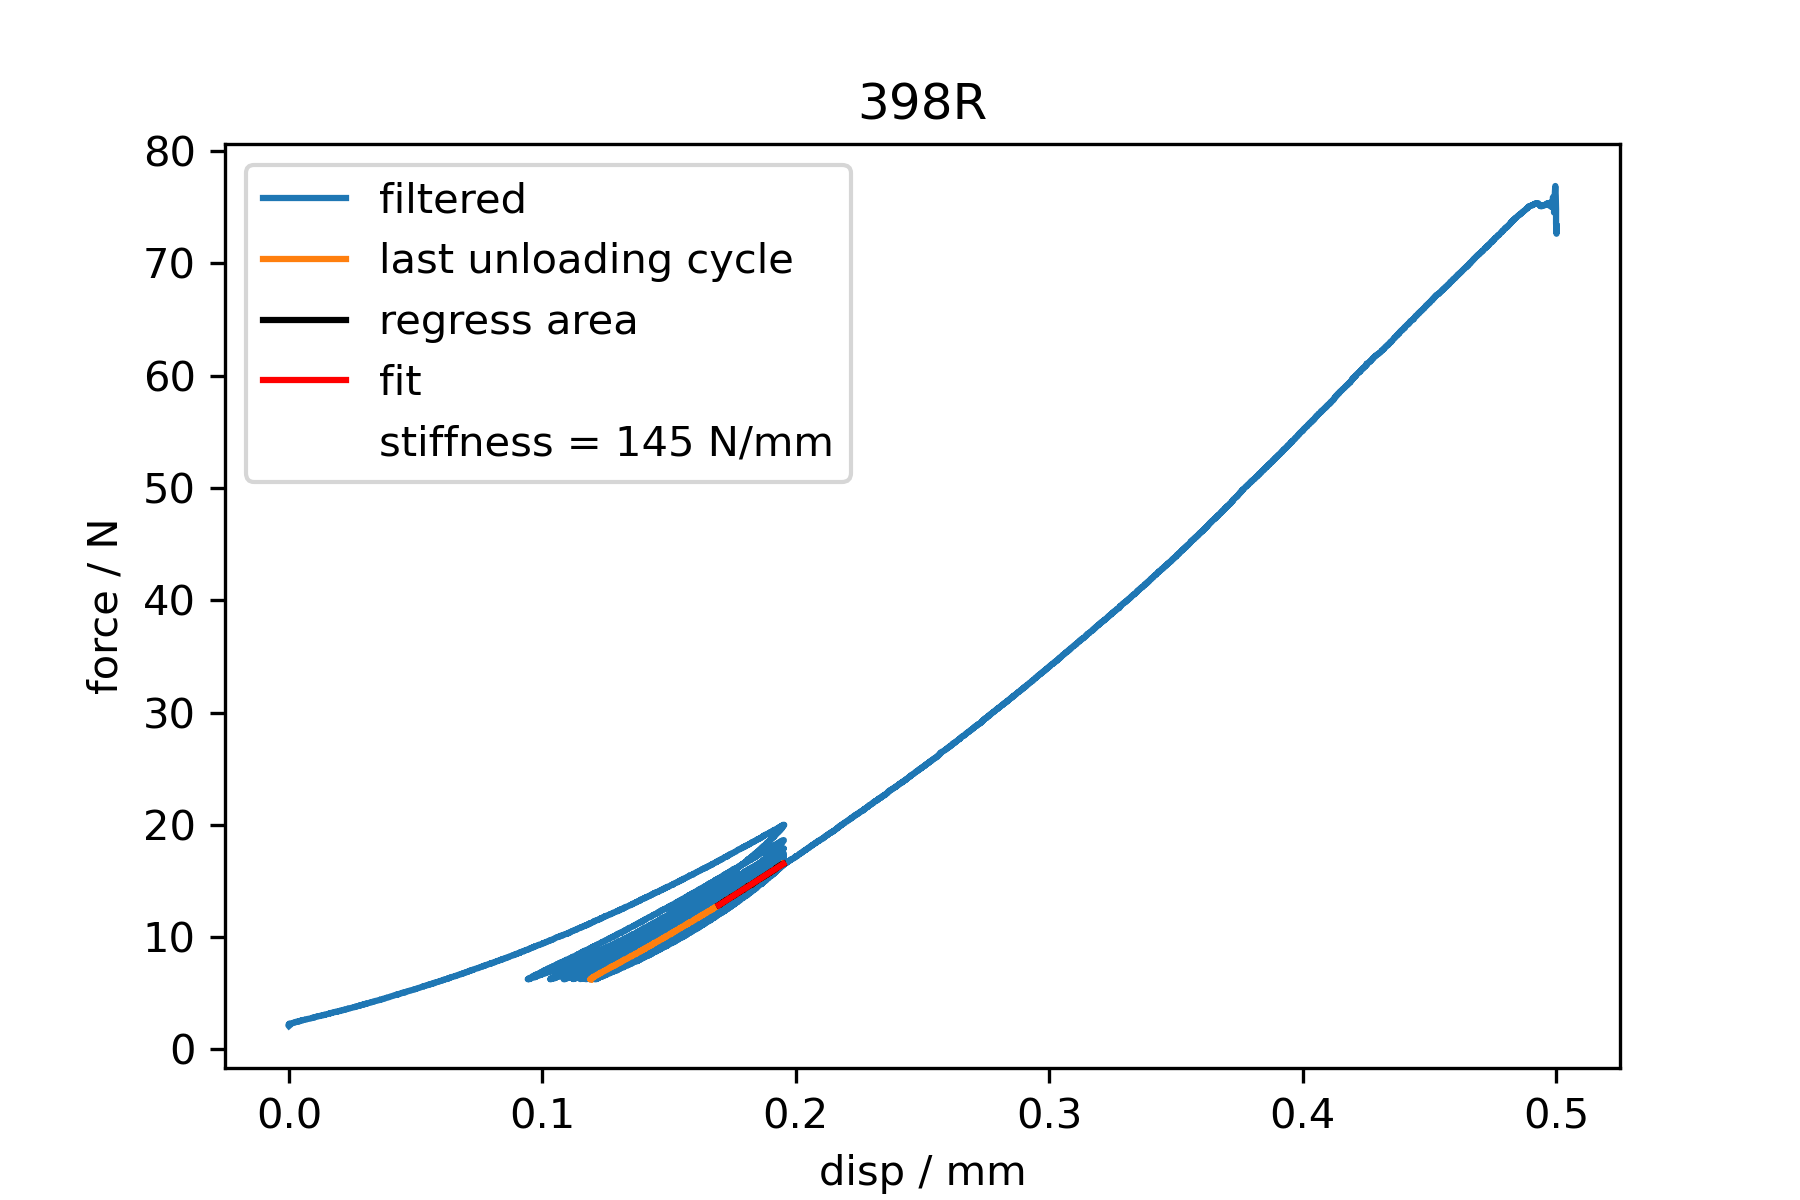 398R
80
70
60
50
40
30
20
10
0
force / N
filtered
last unloading cycle
regress area
fit
stiffness = 145 N/mm
0.0 0.1 0.2 0.3 0.4 0.5
disp / mm